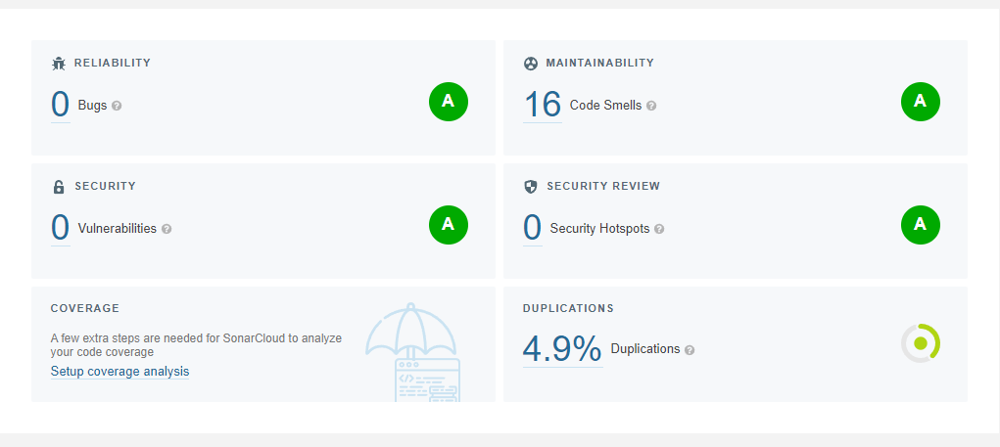 RELIABILITY
0 Bugs ?
A
MAINTAINABILITY
16 Code Smells ?
A
SECURITY
0 Vulnerabilities ?
A
SECURITY REVIEW
0 Security Hotspots ?
A
COVERAGE
A few extra steps are needed for SonarCloud to analyze
your code coverage
Setup coverage analysis
</>
DUPLICATIONS
4.9% Duplications ?